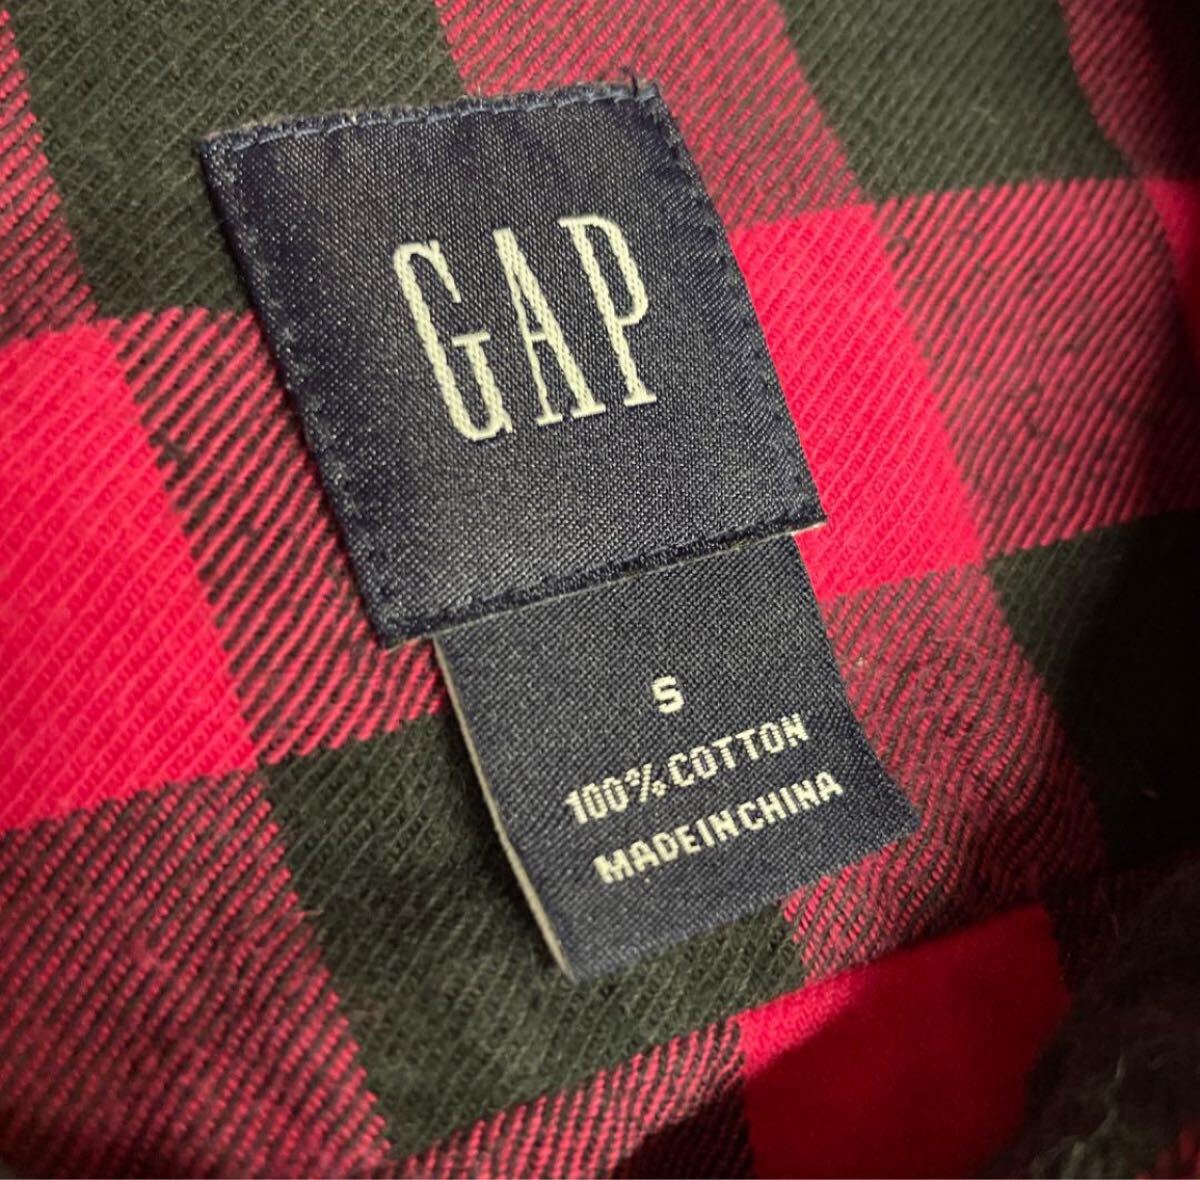 GAP
S
100% COTTON
MADE IN CHINA